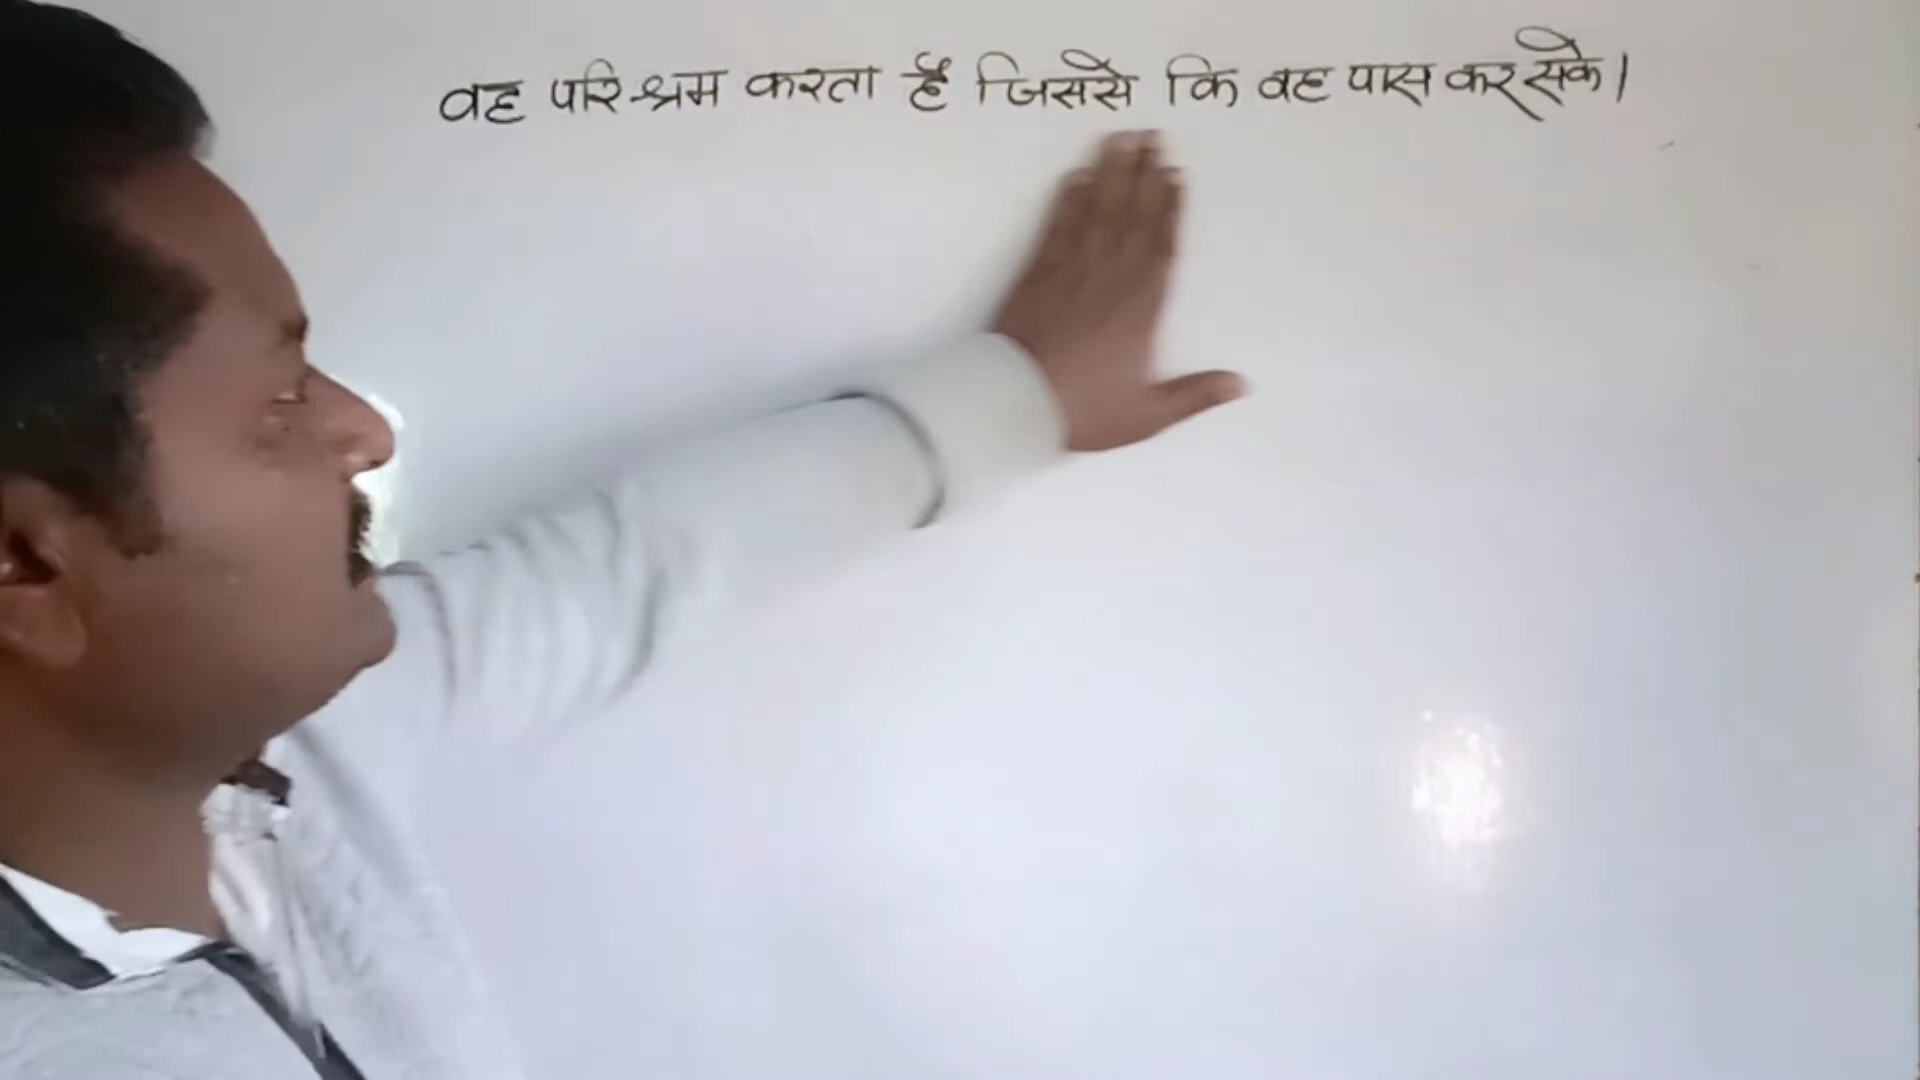 वह परिश्रम करता है जिससे कि वह पास कर सके।